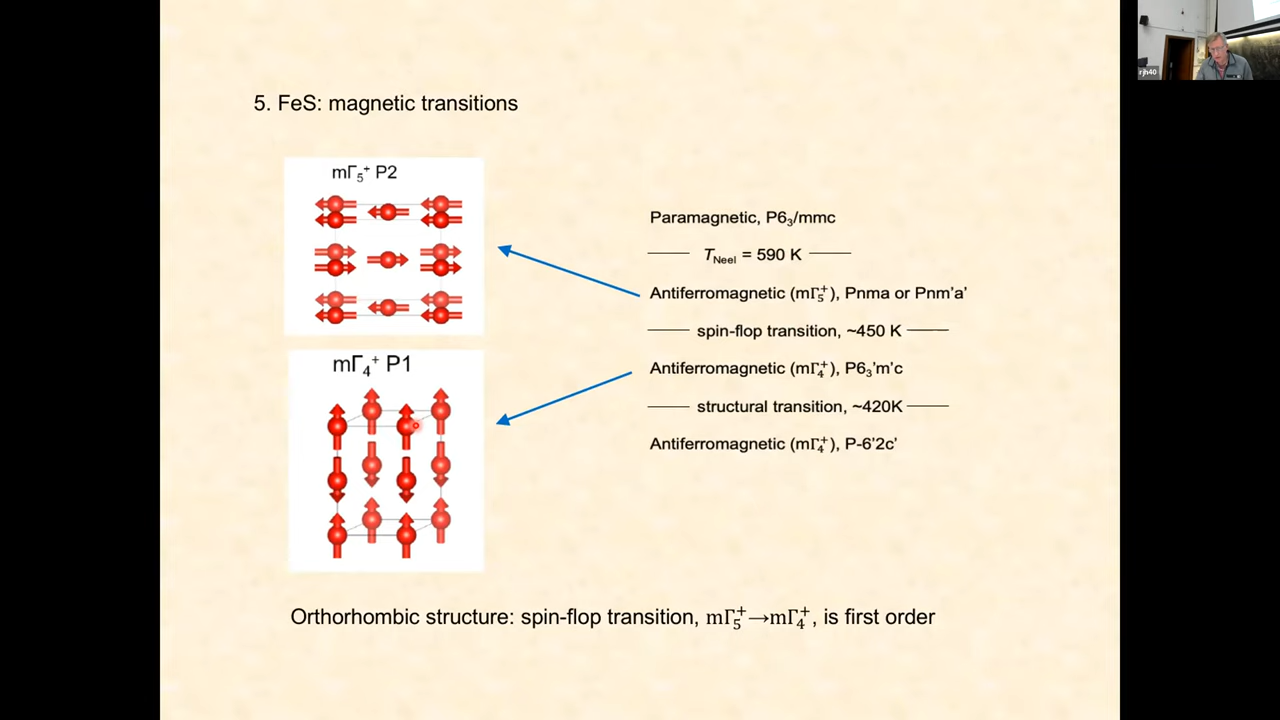 5. FeS: magnetic transitions
mΓ₅⁺ P2
mΓ₄⁺ P1
Paramagnetic, P6₃/mmc
T_Neel = 590 K
Antiferromagnetic (mΓ₅⁺), Pnma or Pnm'a'
spin-flop transition, ~450 K
Antiferromagnetic (mΓ₄⁺), P6₃'m'c
structural transition, ~420K
Antiferromagnetic (mΓ₄⁺), P-6'2c'
Orthorhombic structure: spin-flop transition, mΓ₅⁺→mΓ₄⁺, is first order
rjh40